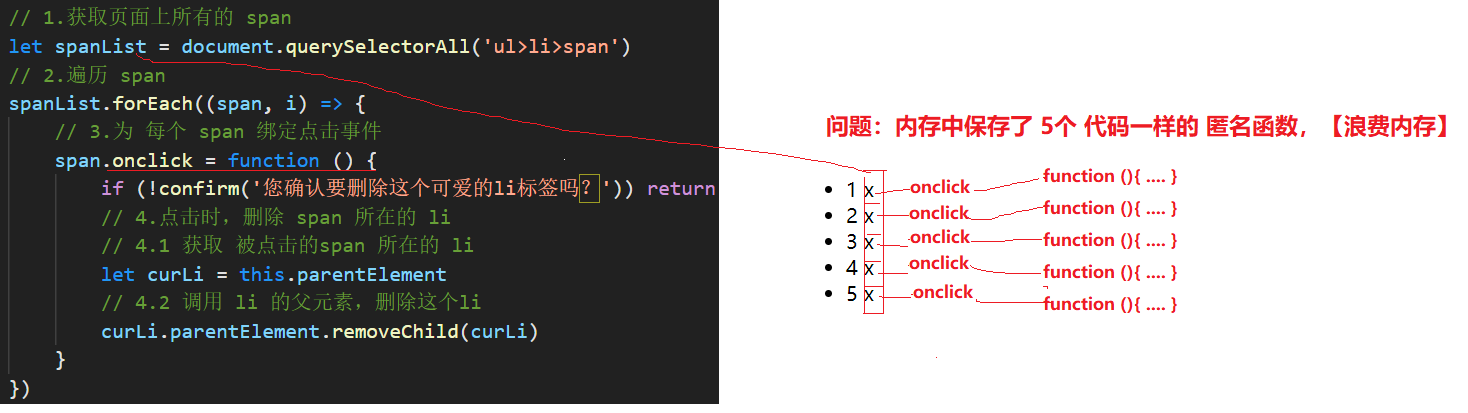 // 1.获取页面上所有的 span
let spanList = document.querySelectorAll('ul>li>span')
// 2.遍历 span
spanList.forEach((span, i) => {
// 3.为 每个 span 绑定点击事件
span.onclick = function () {
if (!confirm('您确认要删除这个可爱的li标签吗？')) return
// 4.点击时，删除 span 所在的 li
// 4.1 获取 被点击的span 所在的 li
let curLi = this.parentElement
// 4.2 调用 li 的父元素，删除这个li
curLi.parentElement.removeChild(curLi)
}
})
问题：内存中保存了 5个 代码一样的 匿名函数，【浪费内存】
• 1 x onclick function (){ .... }
• 2 x onclick function (){ .... }
• 3 x onclick function (){ .... }
• 4 x onclick function (){ .... }
• 5 x onclick function (){ .... }